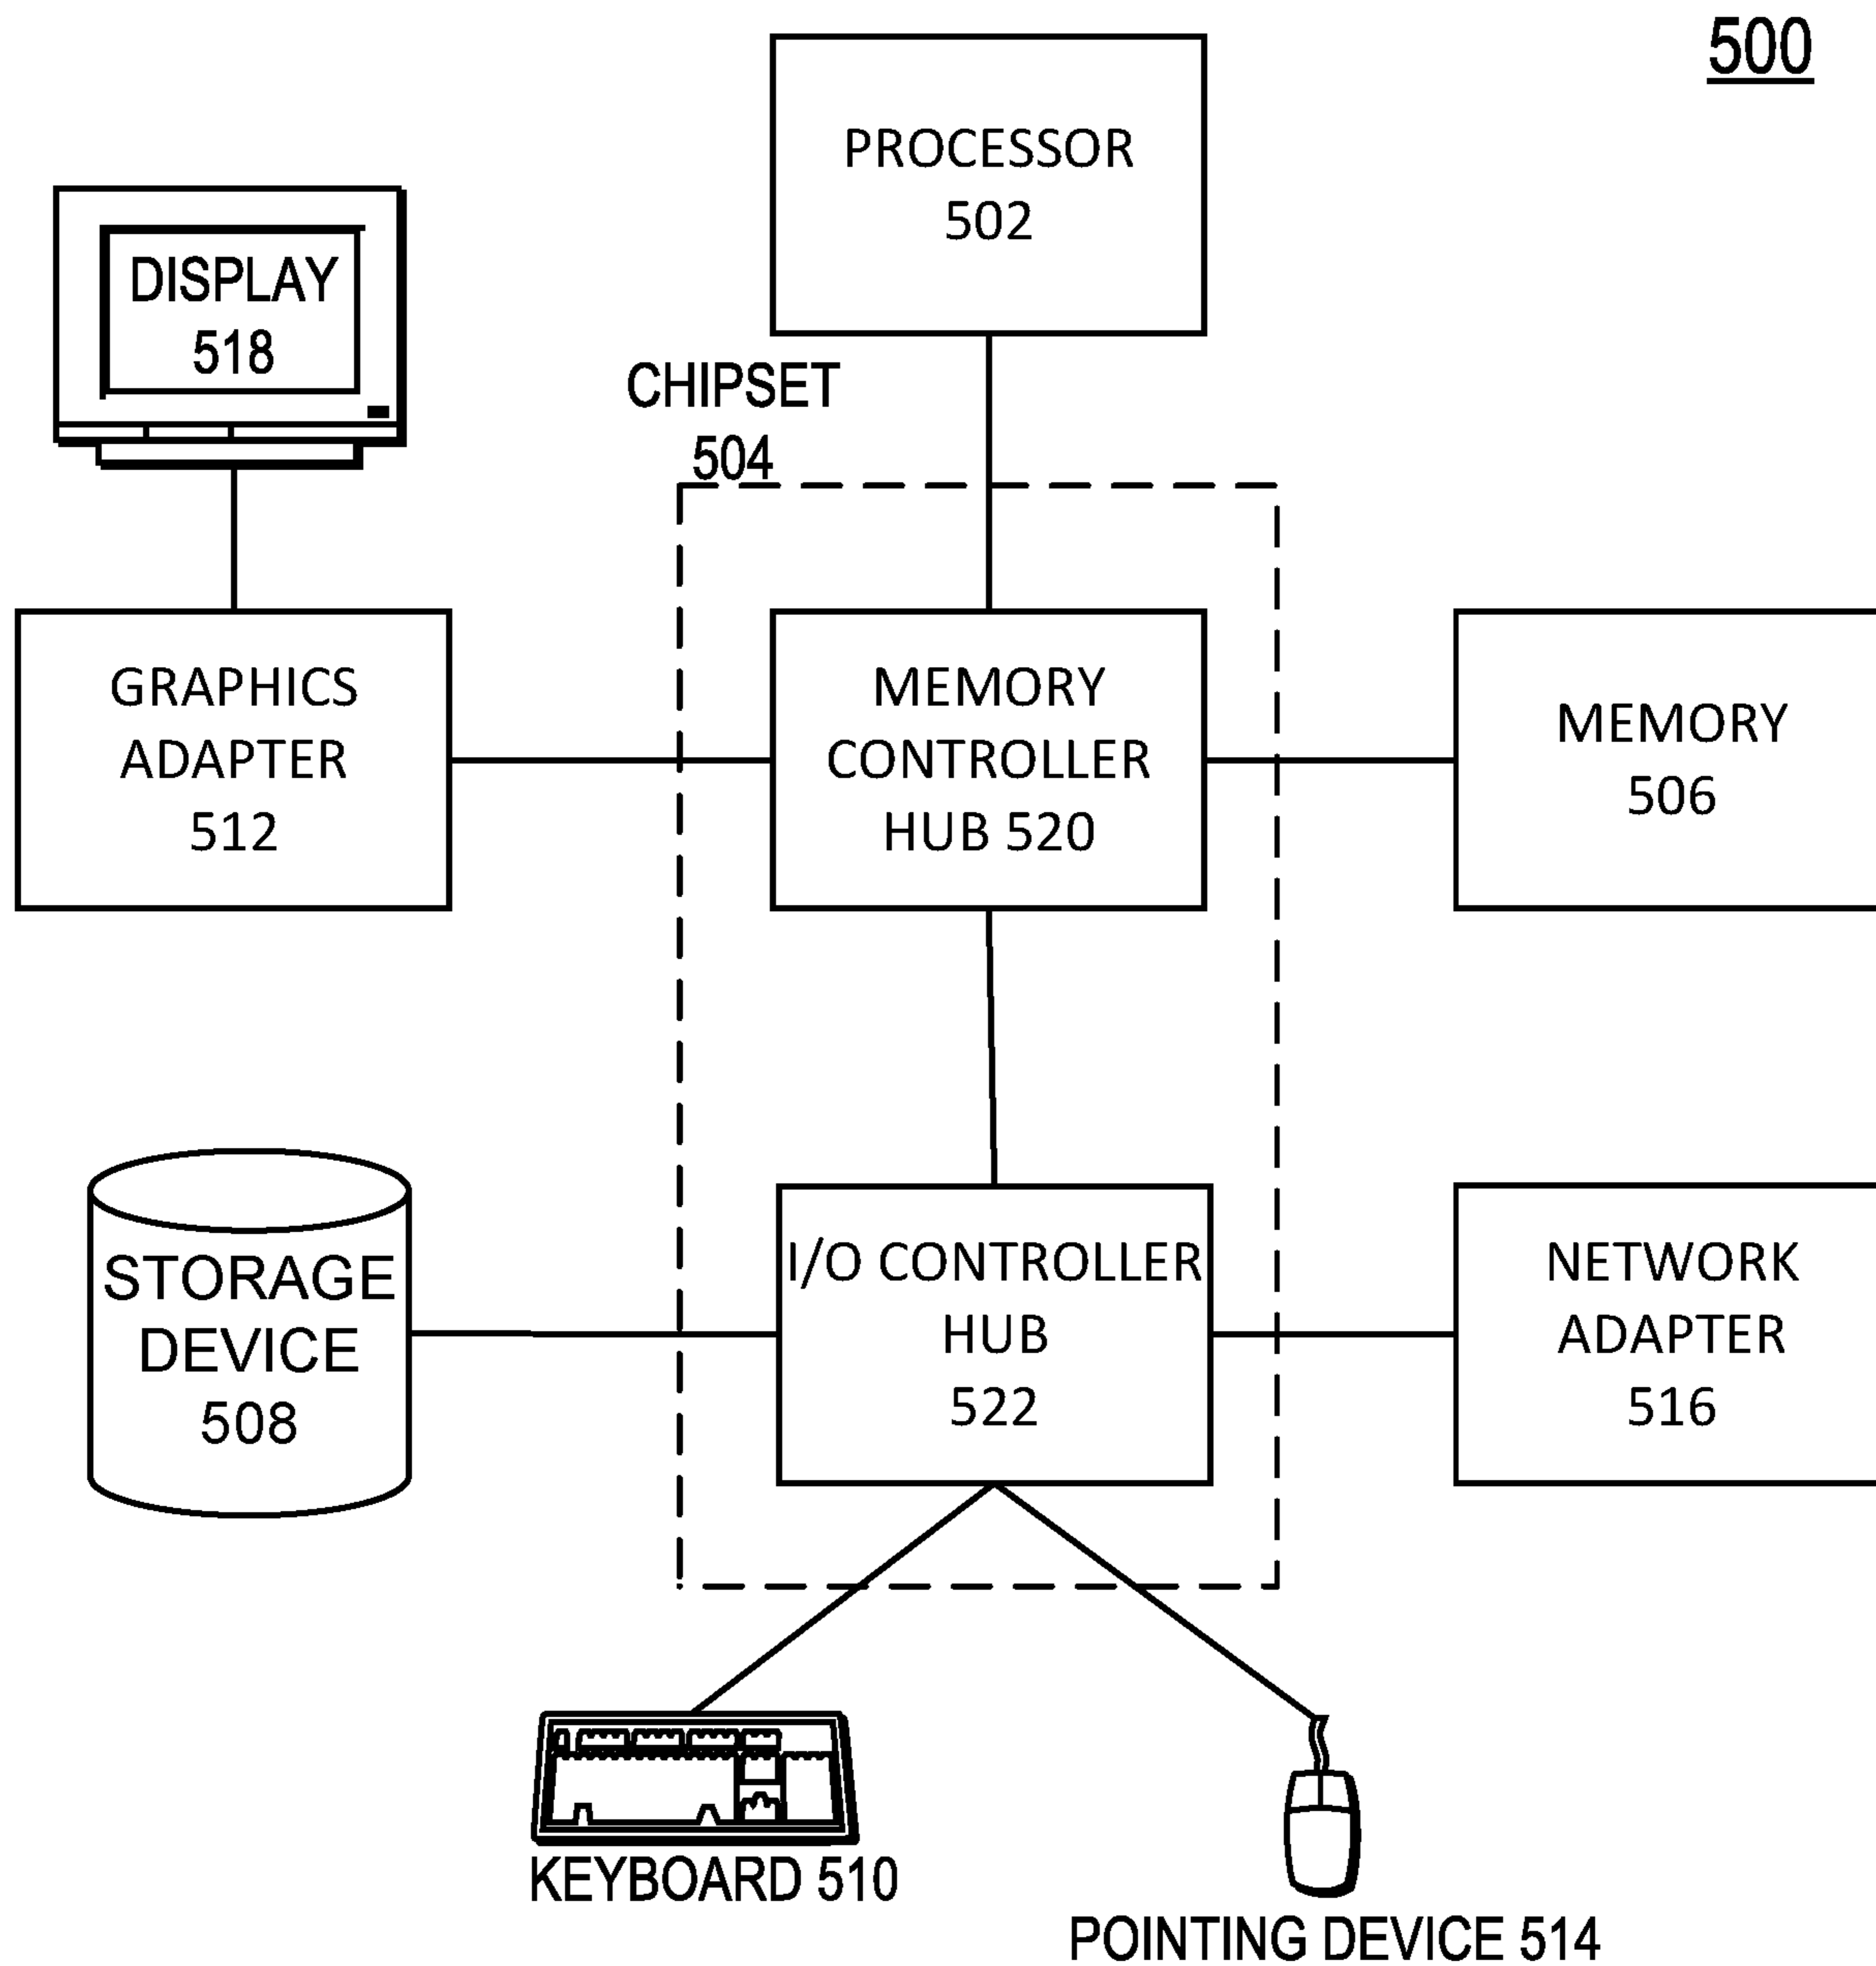 500
PROCESSOR
502
DISPLAY
518
CHIPSET
504
GRAPHICS
ADAPTER
512
MEMORY
CONTROLLER
HUB 520
MEMORY
506
STORAGE
DEVICE
508
I/O CONTROLLER
HUB
522
NETWORK
ADAPTER
516
KEYBOARD 510
POINTING DEVICE 514